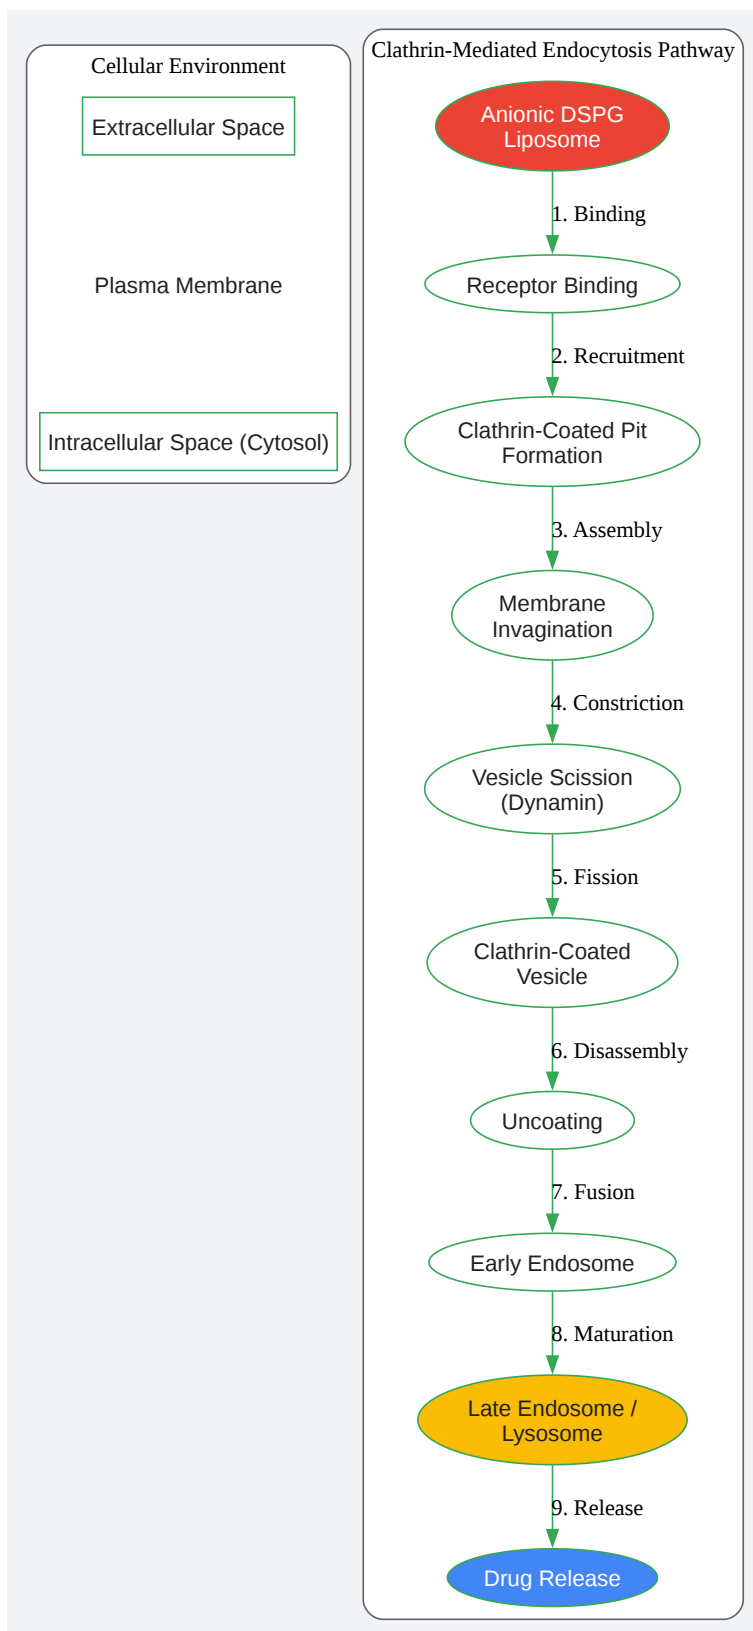 Cellular Environment
Extracellular Space
Plasma Membrane
Intracellular Space (Cytosol)
Clathrin-Mediated Endocytosis Pathway
Anionic DSPG
Liposome
1. Binding
Receptor Binding
2. Recruitment
Clathrin-Coated Pit
Formation
3. Assembly
Membrane
Invagination
4. Constriction
Vesicle Scission
(Dynamin)
5. Fission
Clathrin-Coated
Vesicle
6. Disassembly
Uncoating
7. Fusion
Early Endosome
8. Maturation
Late Endosome /
Lysosome
9. Release
Drug Release